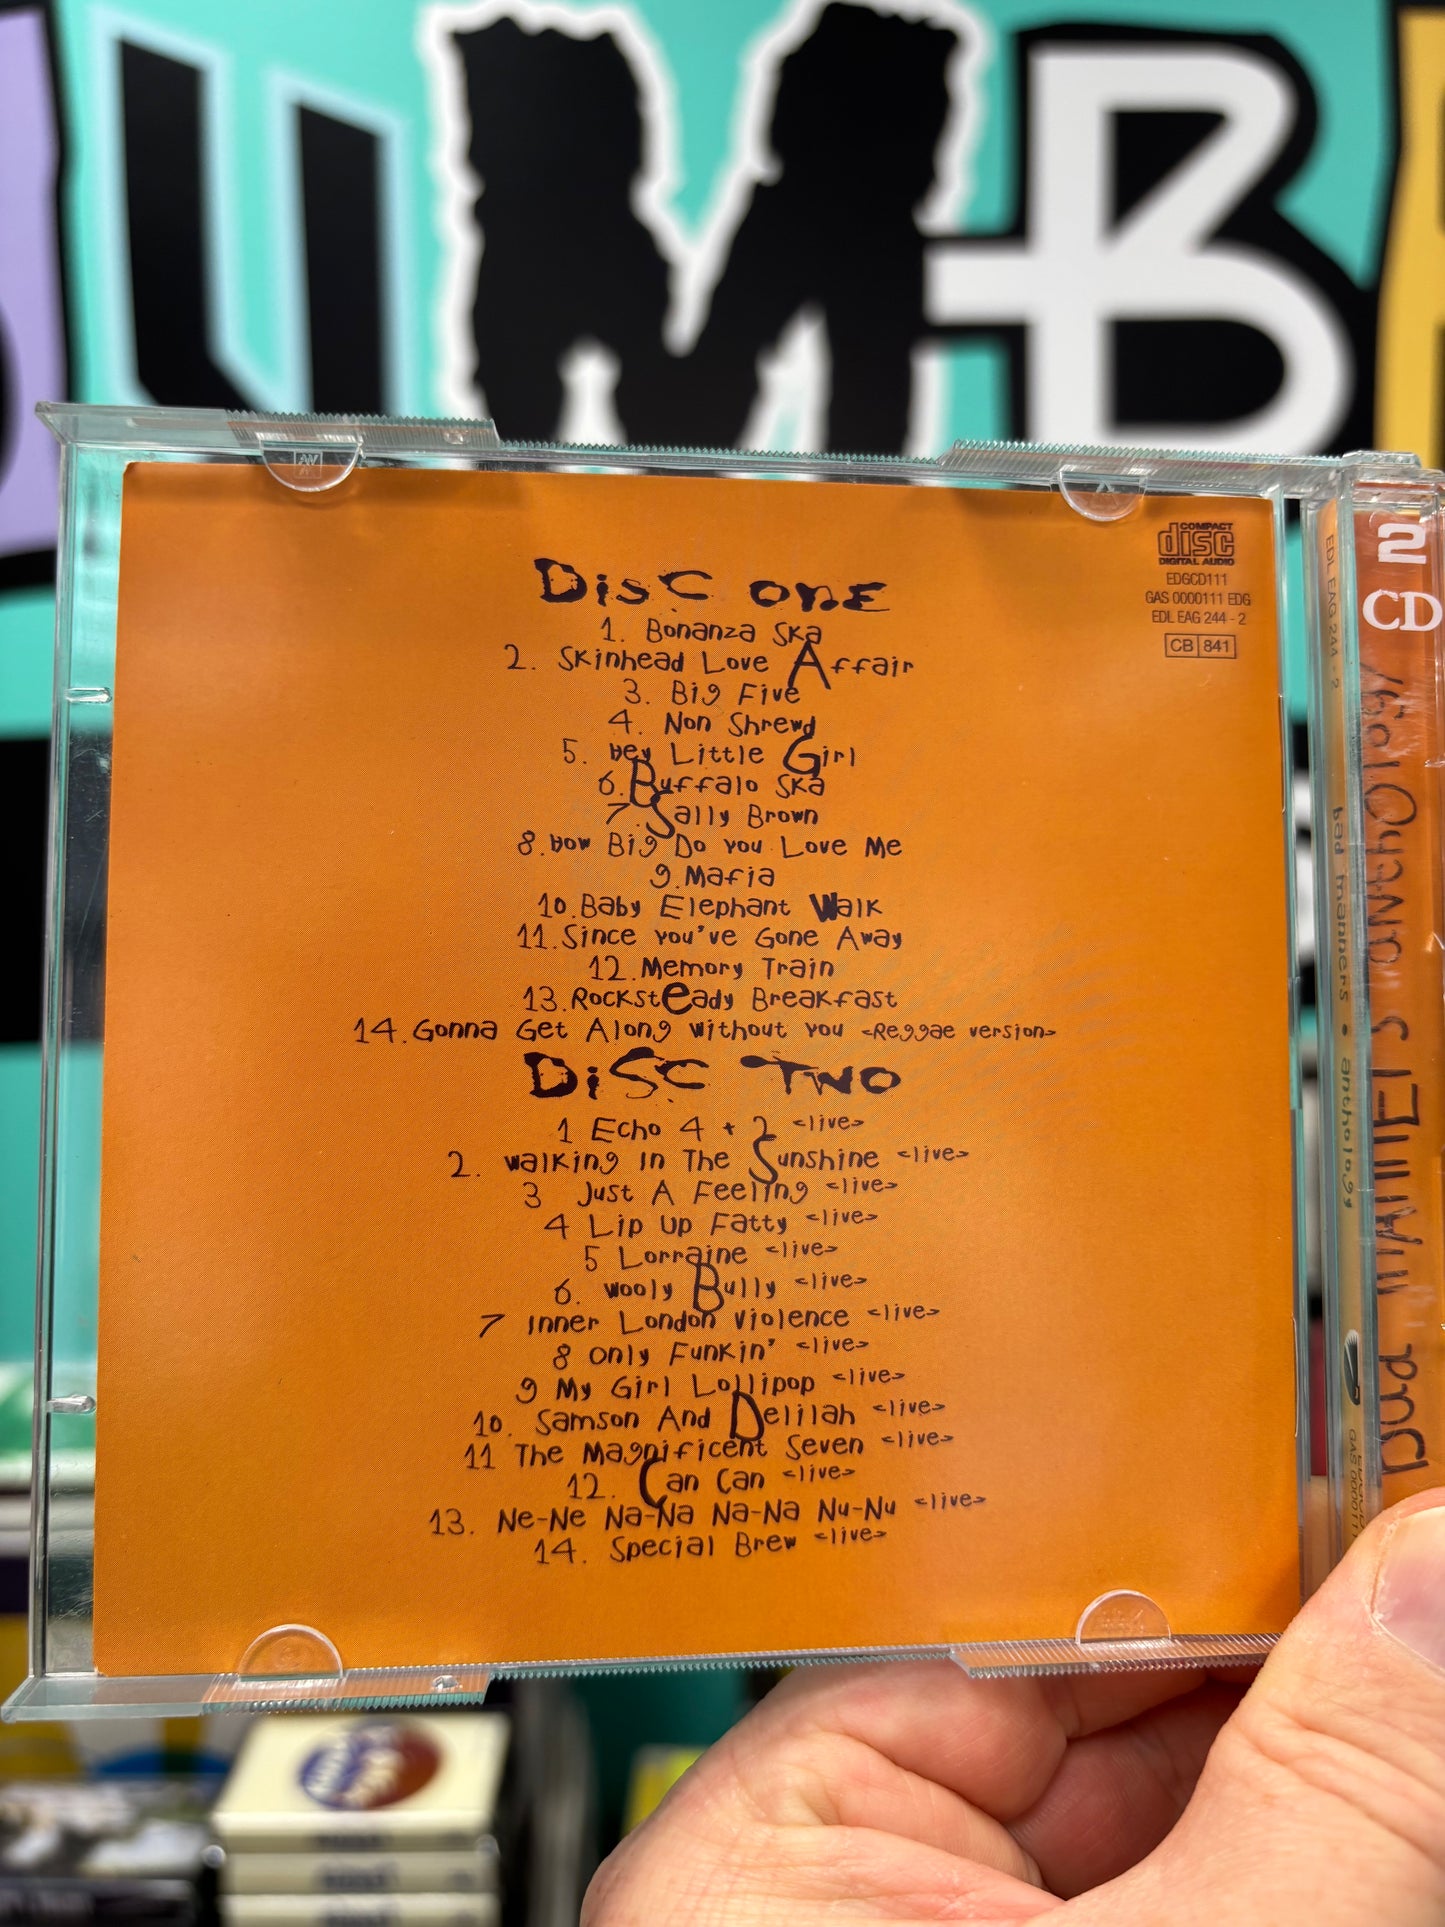 UMB
COMPACT
disc
DIGITAL AUDIO
EDGCD111
GAS 0000111 EDG
EDL EAG 244 - 2
CB 841
Disc One
1. Bonanza Ska
2. Skinhead Love Affair
3. Big Five
4. Non Shrewd
5. Hey Little Girl
6. Buffalo Ska
7. Sally Brown
8. How Big Do You Love Me
9. Mafia
10. Baby Elephant Walk
11. Since You've Gone Away
12. Memory Train
13. Rocksteady Breakfast
14. Gonna Get Along Without You <Reggae version>
Disc Two
1 Echo 4 + 2 <live>
2. Walking In The Sunshine <live>
3 Just A Feeling <live>
4 Lip Up Fatty <live>
5 Lorraine <live>
6. Wooly Bully <live>
7 Inner London Violence <live>
8 Only Funkin' <live>
9 My Girl Lollipop <live>
10. Samson And Delilah <live>
11 The Magnificent Seven <live>
12. Can Can <live>
13. Ne-Ne Na-Na Na-Na Nu-Nu <live>
14. Special Brew <live>
EDL EAG 244 - 2
bad manners • anthology
GAS 0000111
2
CD
bad mannErs anthology